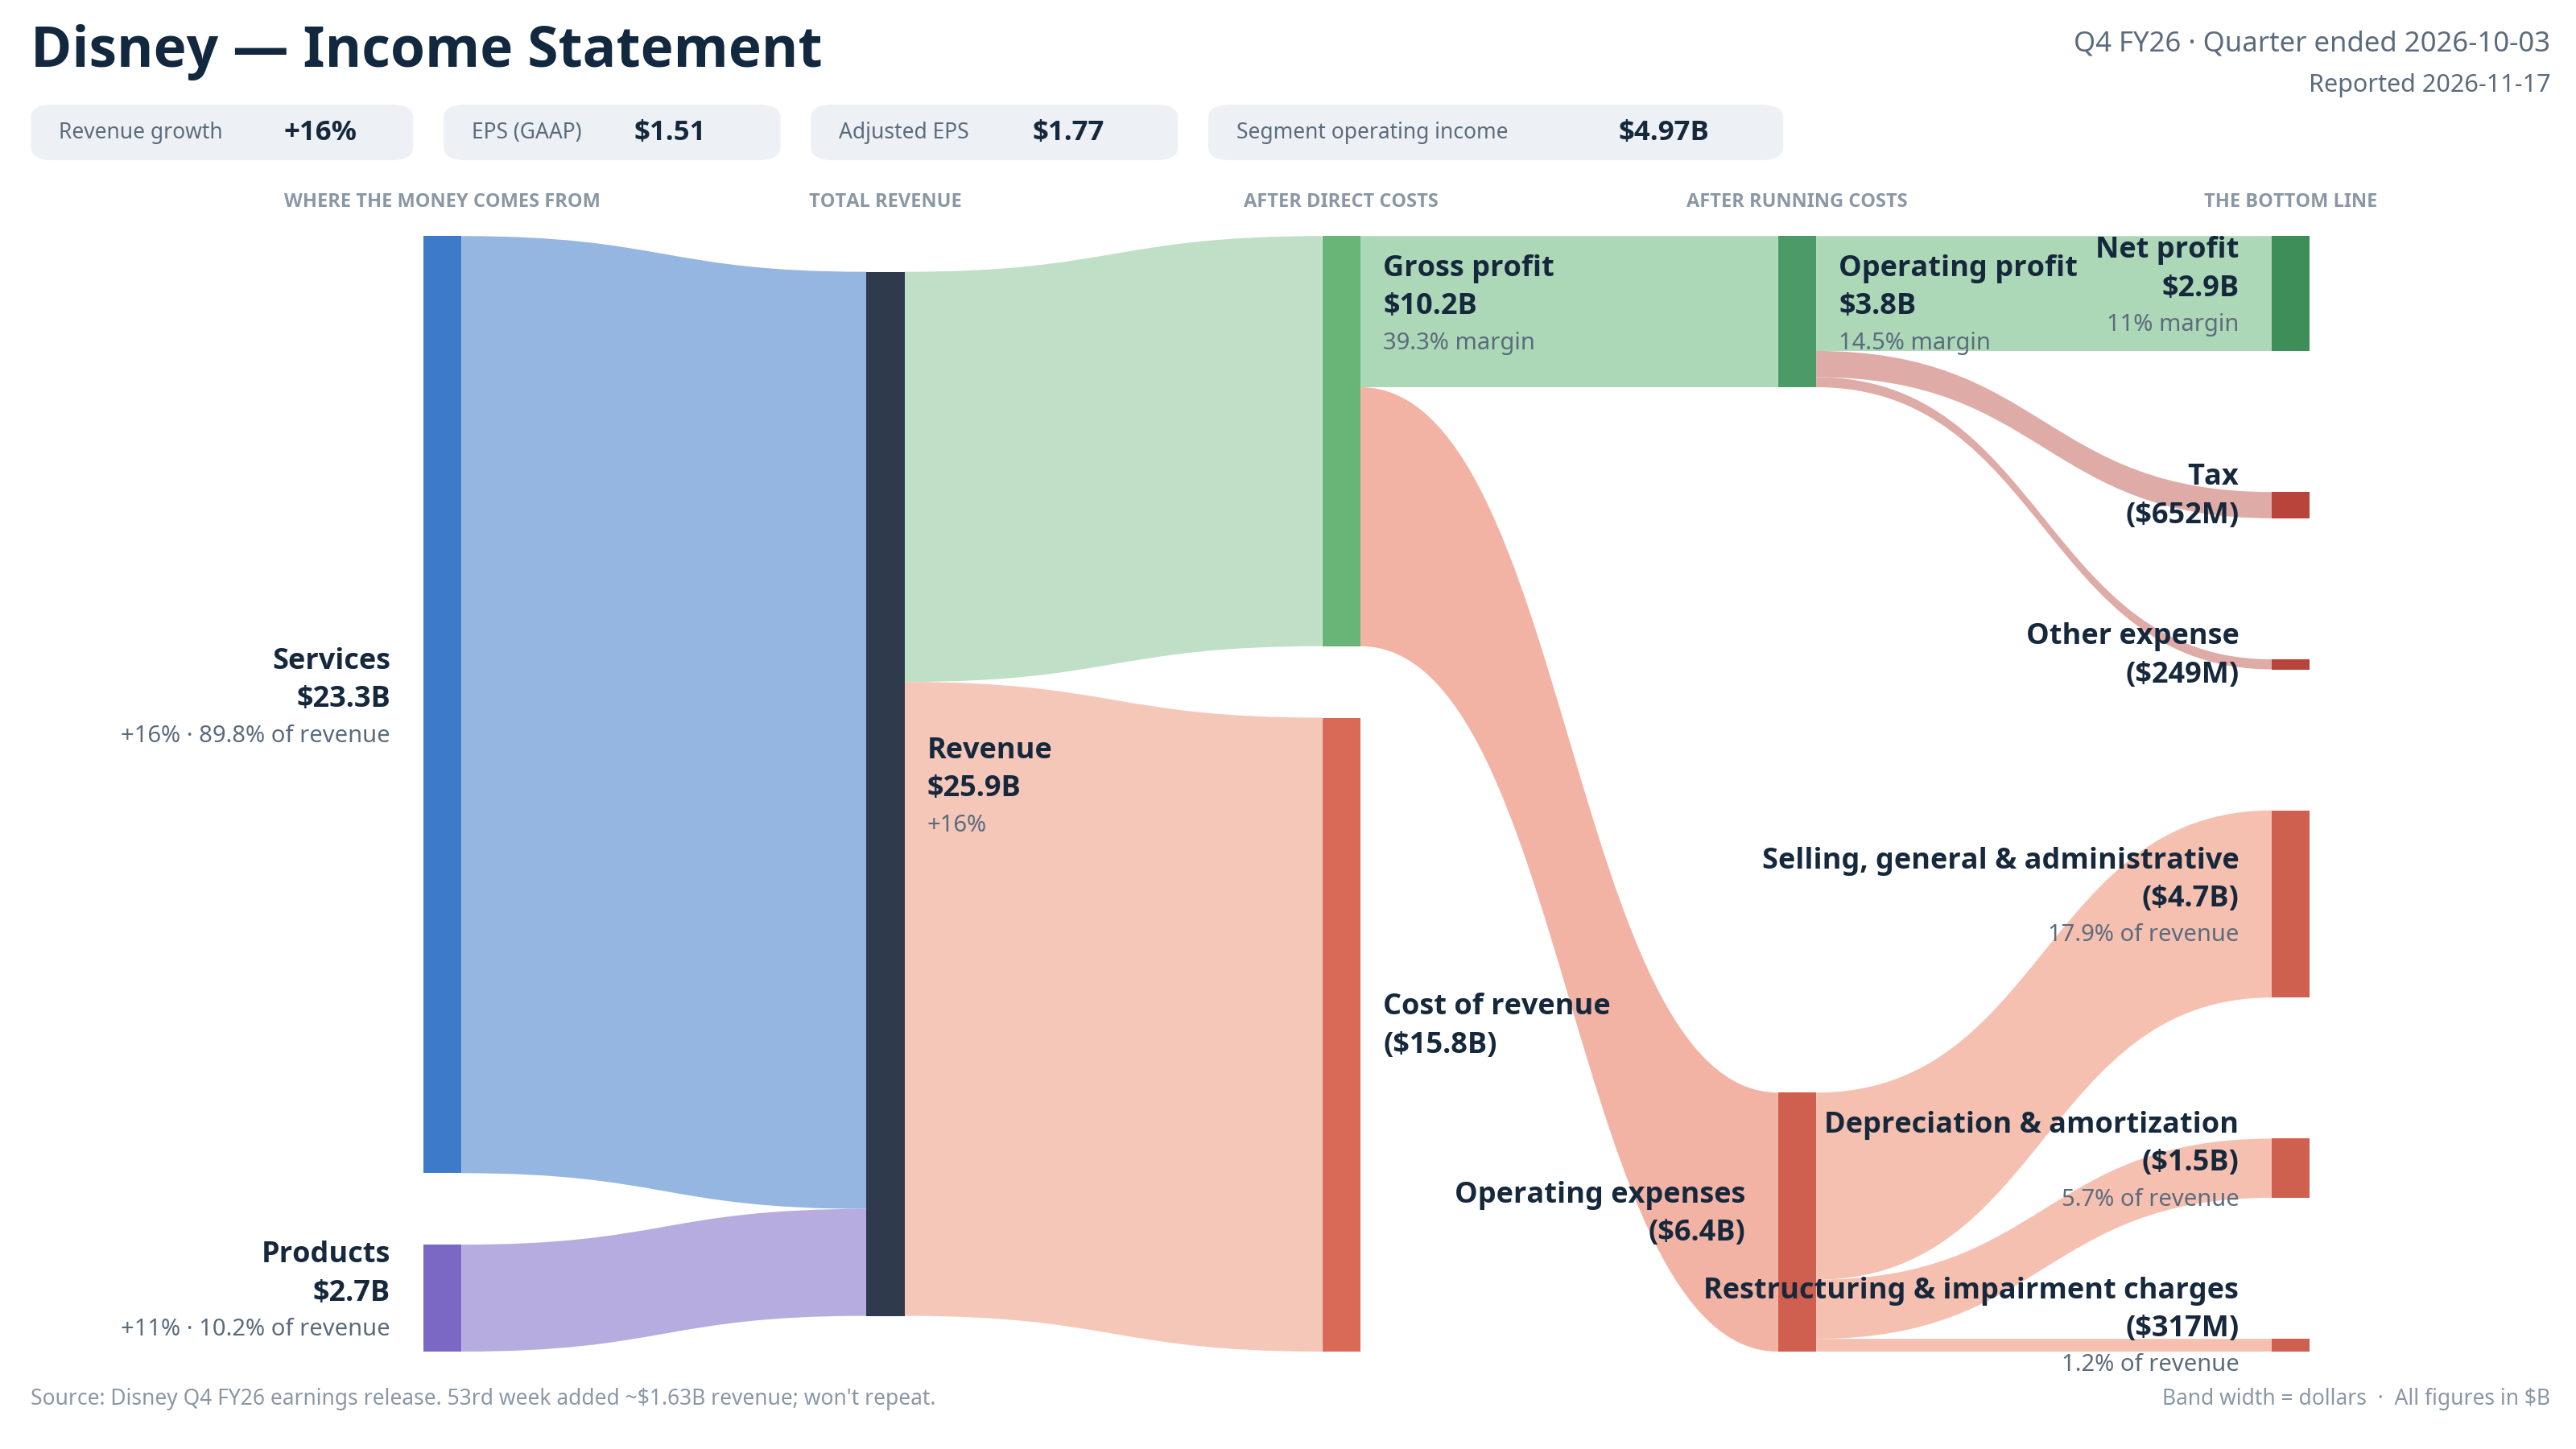 Disney — Income Statement
Q4 FY26 · Quarter ended 2026-10-03
Reported 2026-11-17
Revenue growth +16%
EPS (GAAP) $1.51
Adjusted EPS $1.77
Segment operating income $4.97B
WHERE THE MONEY COMES FROM
TOTAL REVENUE
AFTER DIRECT COSTS
AFTER RUNNING COSTS
THE BOTTOM LINE
Services
$23.3B
+16% · 89.8% of revenue
Products
$2.7B
+11% · 10.2% of revenue
Revenue
$25.9B
+16%
Gross profit
$10.2B
39.3% margin
Cost of revenue
($15.8B)
Operating profit
$3.8B
14.5% margin
Operating expenses
($6.4B)
Net profit
$2.9B
11% margin
Tax
($652M)
Other expense
($249M)
Selling, general & administrative
($4.7B)
17.9% of revenue
Depreciation & amortization
($1.5B)
5.7% of revenue
Restructuring & impairment charges
($317M)
1.2% of revenue
Source: Disney Q4 FY26 earnings release. 53rd week added ~$1.63B revenue; won't repeat.
Band width = dollars · All figures in $B